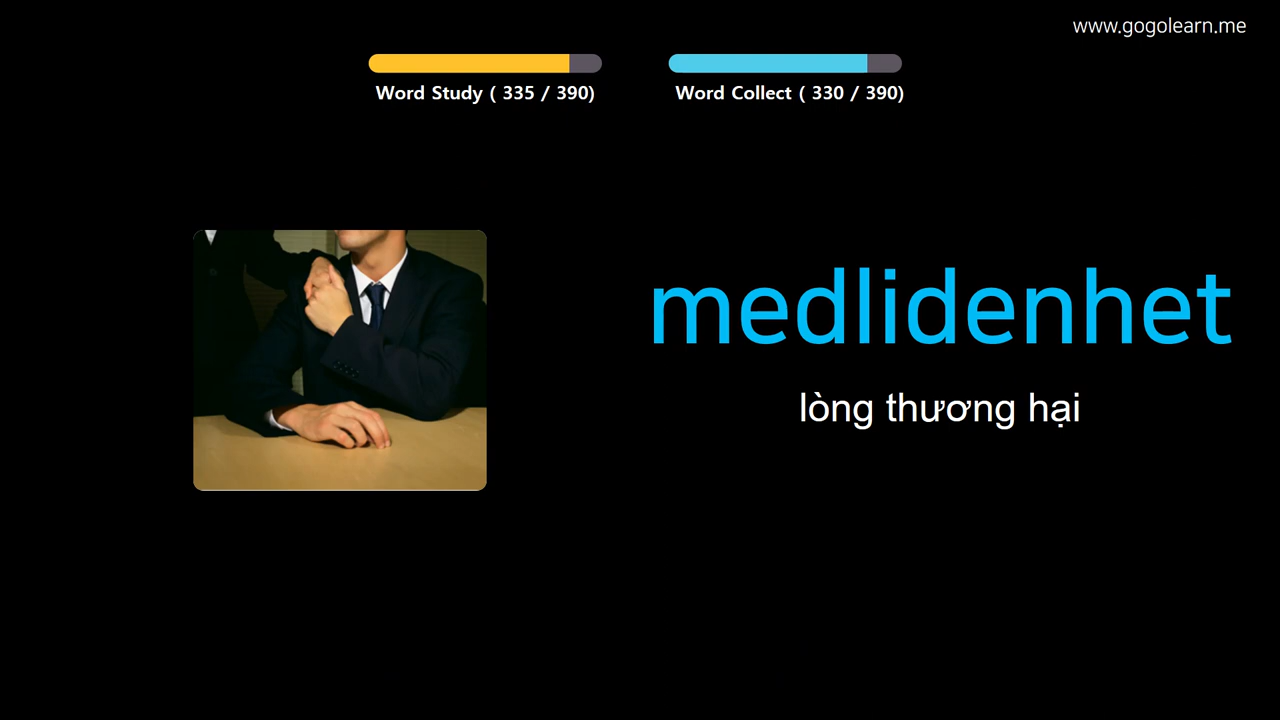 www.gogolearn.me
Word Study ( 335 / 390)
Word Collect ( 330 / 390)
medlidenhet
lòng thương hại